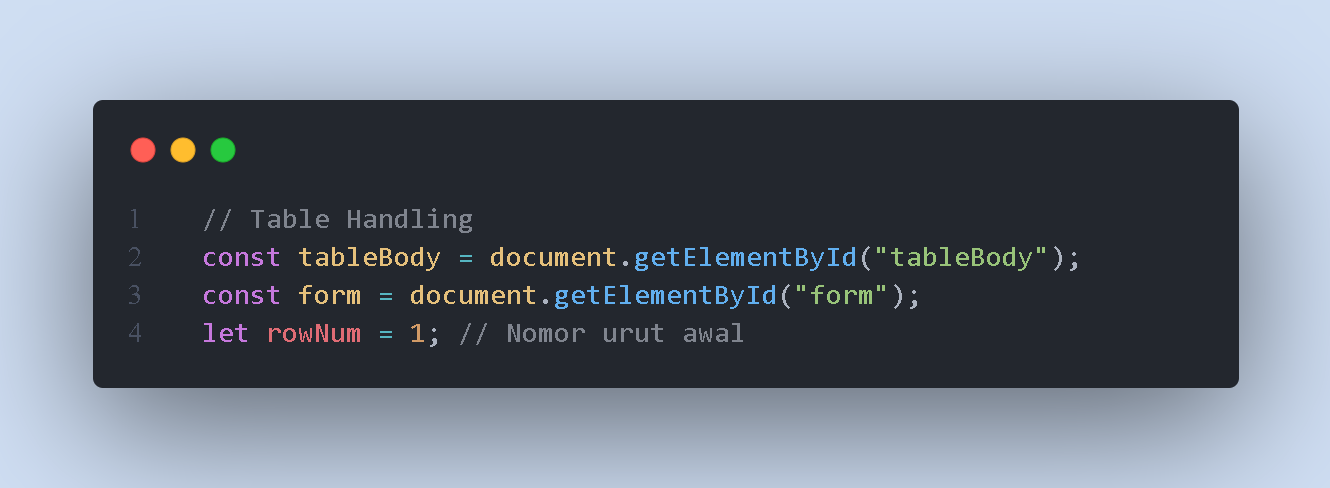 1 // Table Handling
2 const tableBody = document.getElementById("tableBody");
3 const form = document.getElementById("form");
4 let rowNum = 1; // Nomor urut awal